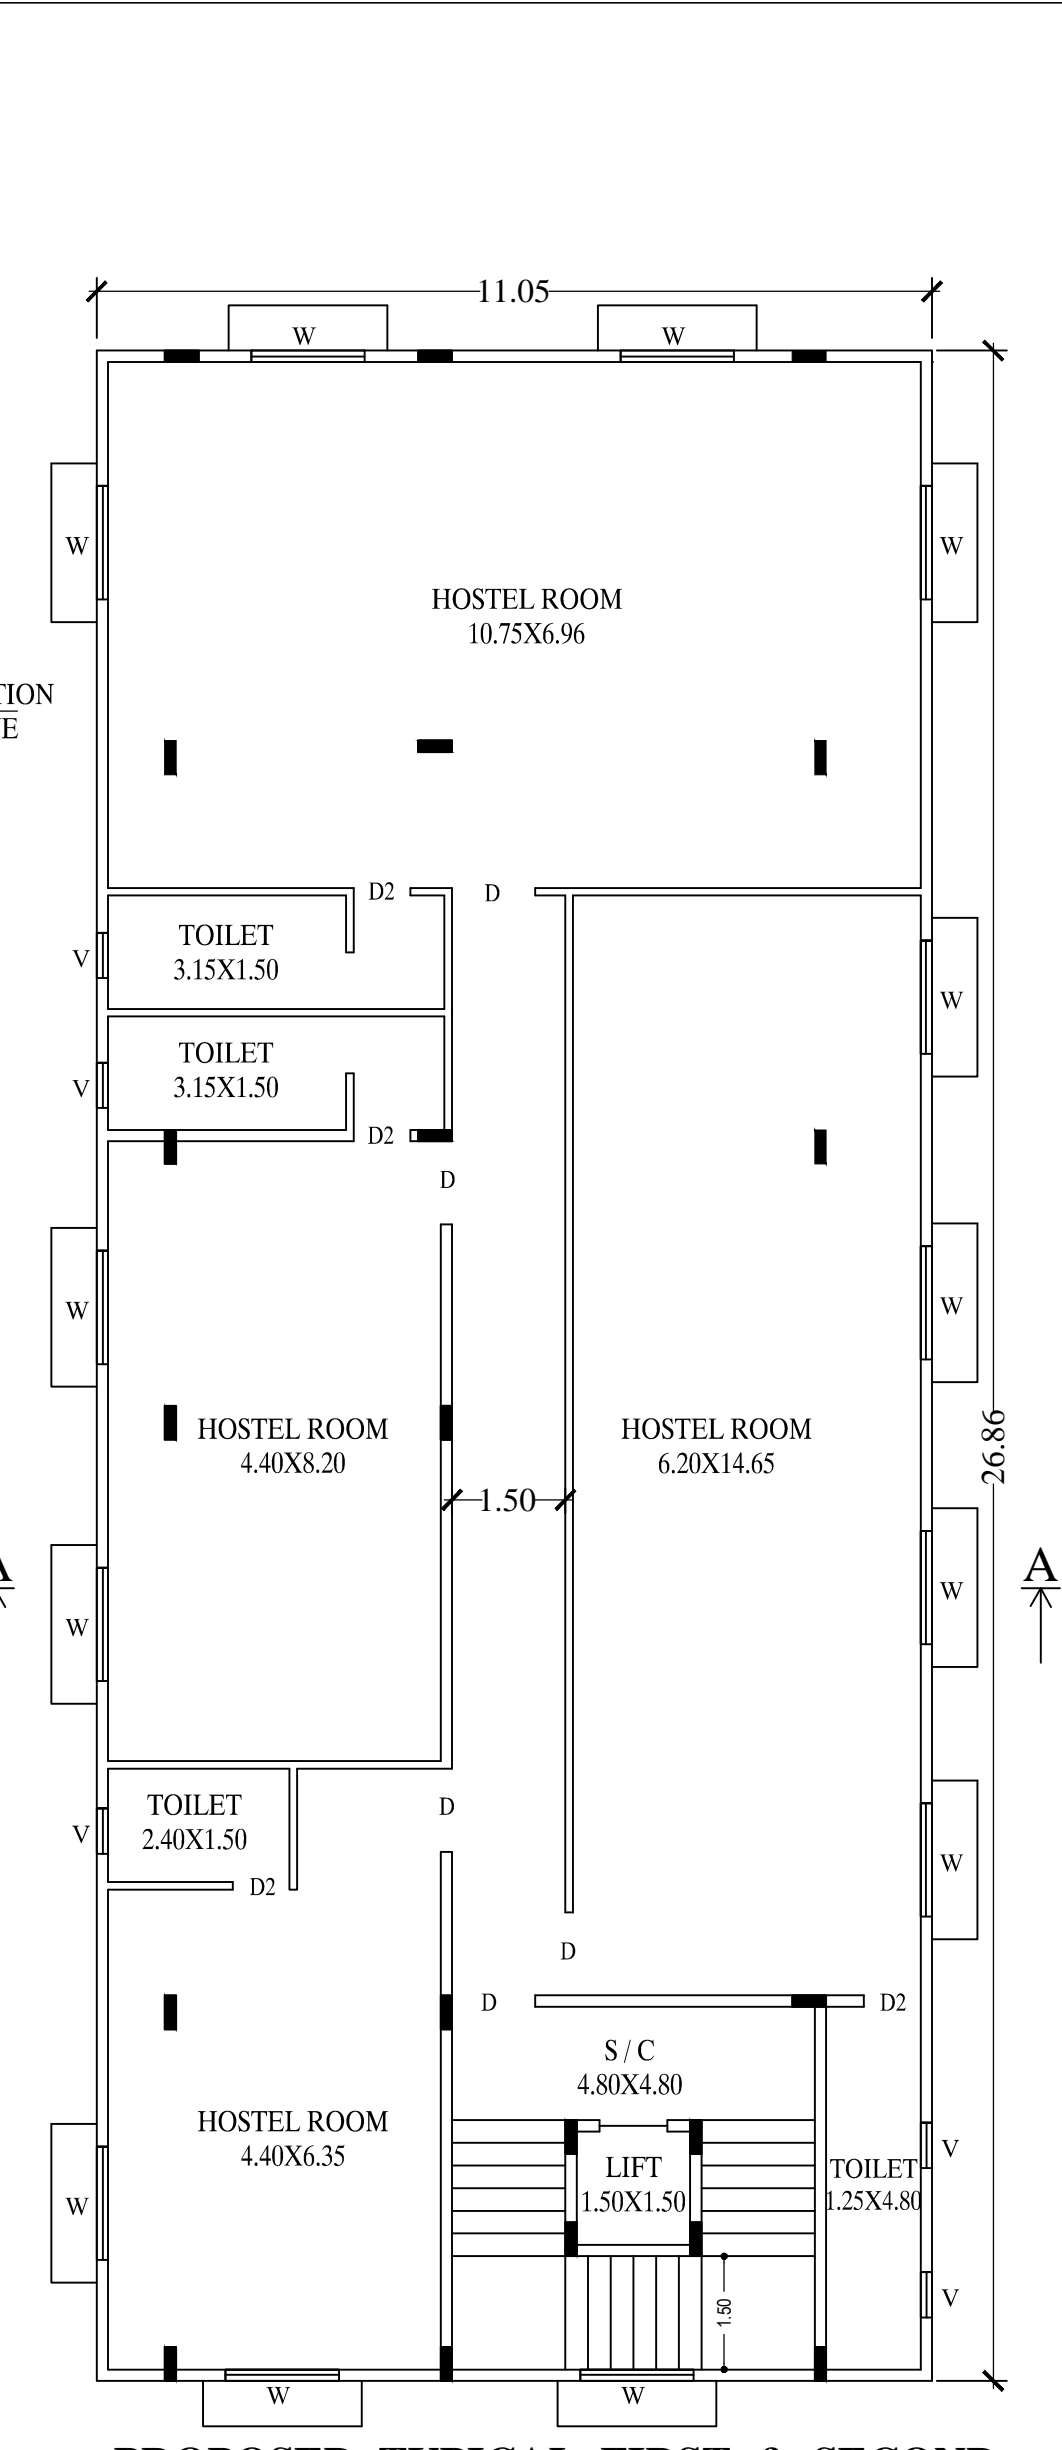 11.05
W
W
W
W
HOSTEL ROOM
10.75X6.96
TION
D2
D
TOILET
3.15X1.50
V
W
TOILET
3.15X1.50
V
D2
D
W
W
HOSTEL ROOM
4.40X8.20
HOSTEL ROOM
6.20X14.65
26.86
1.50
A
A
W
W
TOILET
2.40X1.50
V
D
W
D2
D
D
D2
S / C
4.80X4.80
HOSTEL ROOM
4.40X6.35
W
LIFT
1.50X1.50
TOILET
1.25X4.80
V
V
1.50
W
W